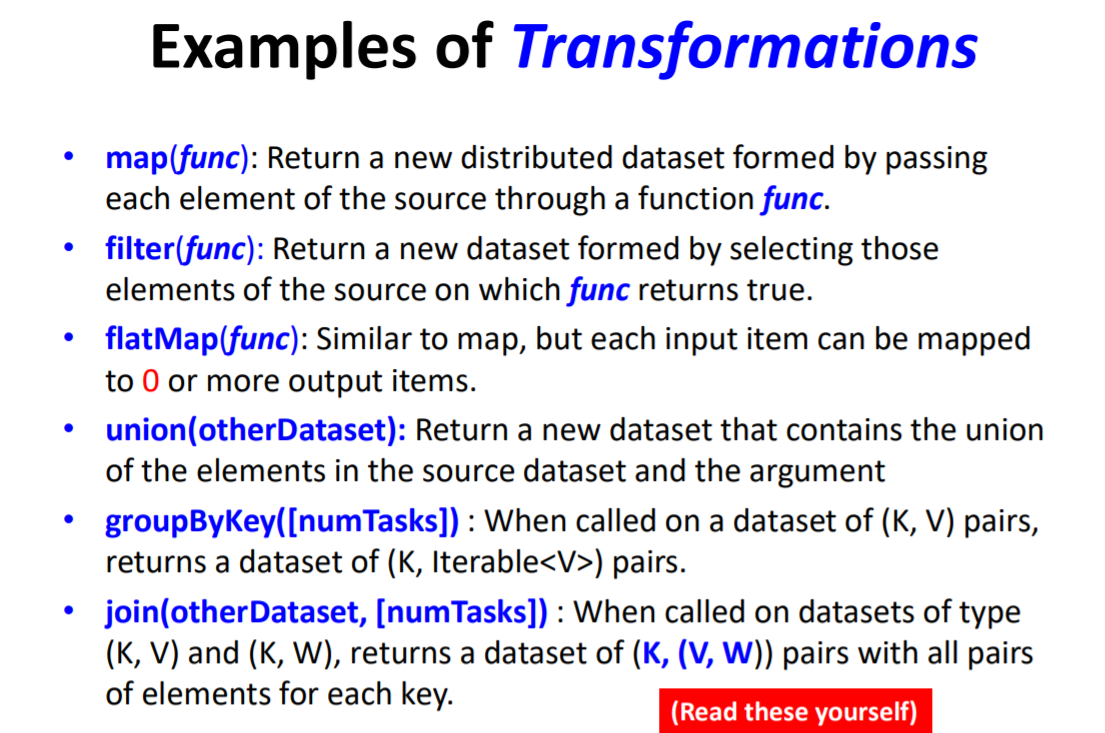 Examples of Transformations
• map(func): Return a new distributed dataset formed by passing
each element of the source through a function func.
• filter(func): Return a new dataset formed by selecting those
elements of the source on which func returns true.
• flatMap(func): Similar to map, but each input item can be mapped
to 0 or more output items.
• union(otherDataset): Return a new dataset that contains the union
of the elements in the source dataset and the argument
• groupByKey([numTasks]) : When called on a dataset of (K, V) pairs,
returns a dataset of (K, Iterable<V>) pairs.
• join(otherDataset, [numTasks]) : When called on datasets of type
(K, V) and (K, W), returns a dataset of (K, (V, W)) pairs with all pairs
of elements for each key.
(Read these yourself)